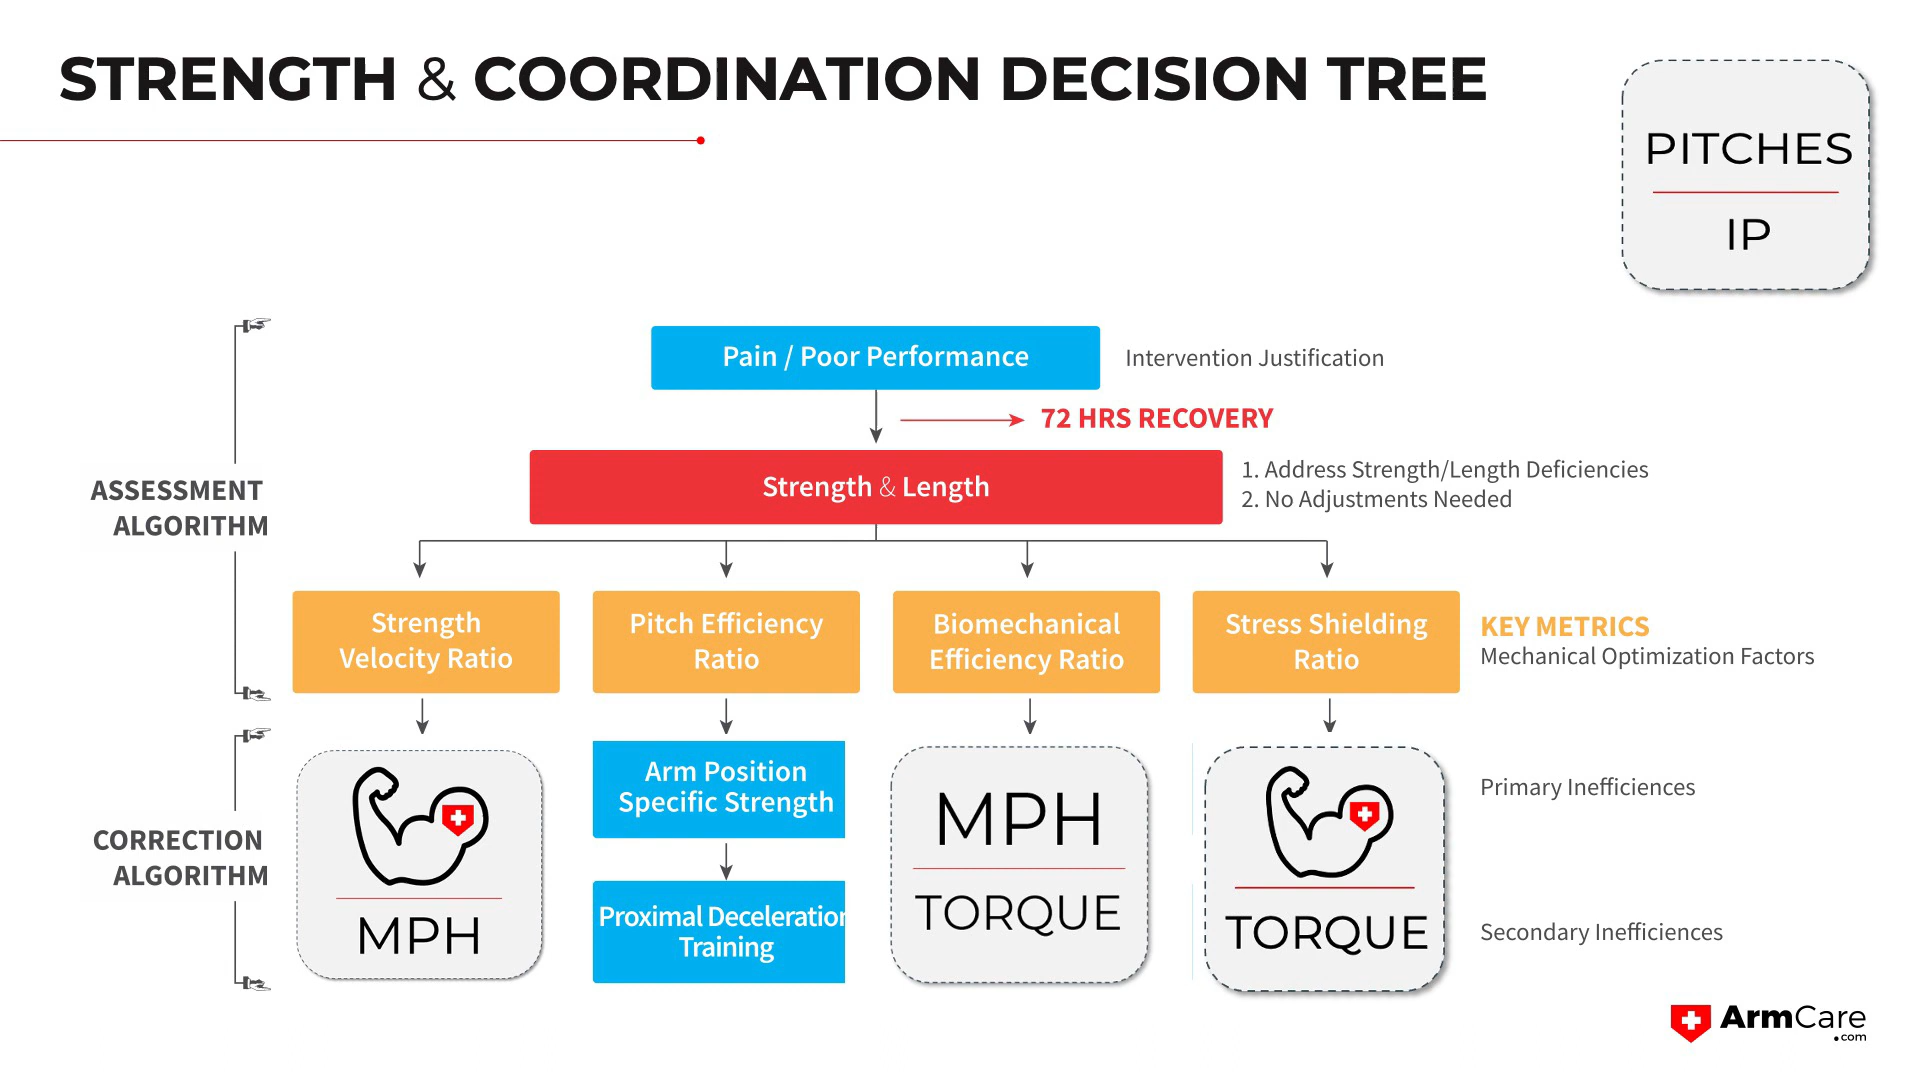 STRENGTH & COORDINATION DECISION TREE
PITCHES
IP
Pain / Poor Performance
Intervention Justification
72 HRS RECOVERY
Strength & Length
1. Address Strength/Length Deficiencies
2. No Adjustments Needed
ASSESSMENT
ALGORITHM
Strength
Velocity Ratio
Pitch Efficiency
Ratio
Biomechanical
Efficiency Ratio
Stress Shielding
Ratio
KEY METRICS
Mechanical Optimization Factors
CORRECTION
ALGORITHM
MPH
Arm Position
Specific Strength
Proximal Deceleration
Training
MPH
TORQUE
TORQUE
Primary Inefficiences
Secondary Inefficiences
ArmCare
.com